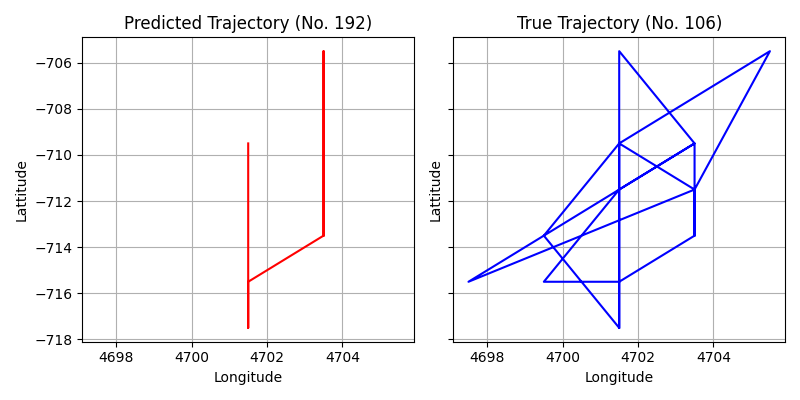 Predicted Trajectory (No. 192)
True Trajectory (No. 106)
Lattitude
−706
−708
−710
−712
−714
−716
−718
4698
4700
4702
4704
Longitude
Lattitude
4698
4700
4702
4704
Longitude